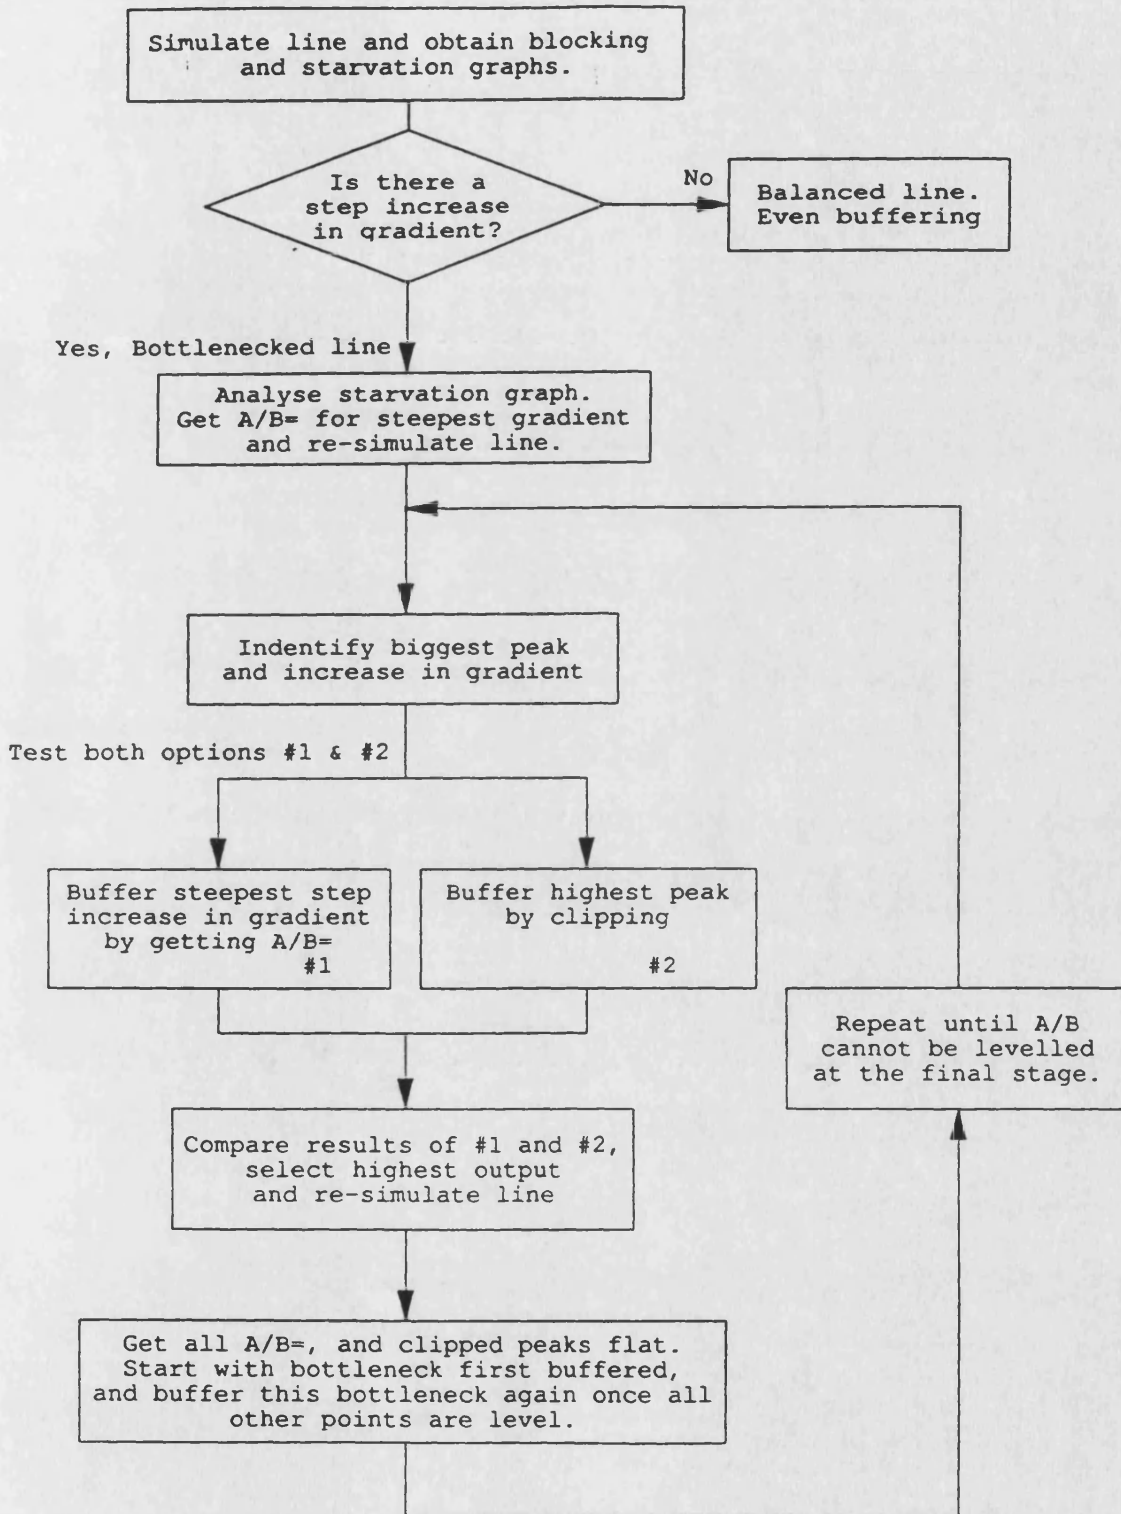 Simulate line and obtain blocking
and starvation graphs.
Is there a
step increase
in gradient?
No
Balanced line.
Even buffering
Yes, Bottlenecked line
Analyse starvation graph.
Get A/B= for steepest gradient
and re-simulate line.
Indentify biggest peak
and increase in gradient
Test both options #1 & #2
Buffer steepest step
increase in gradient
by getting A/B=
#1
Buffer highest peak
by clipping
#2
Repeat until A/B
cannot be levelled
at the final stage.
Compare results of #1 and #2,
select highest output
and re-simulate line
Get all A/B=, and clipped peaks flat.
Start with bottleneck first buffered,
and buffer this bottleneck again once all
other points are level.